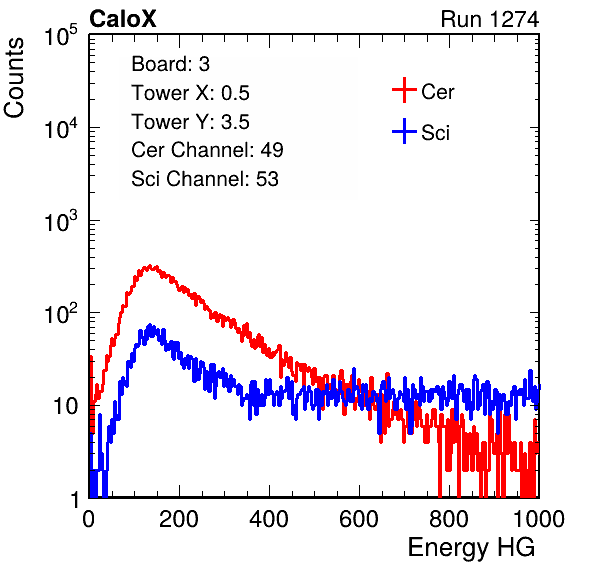 CaloX Run 1274
Counts
10^5
10^4
10^3
10^2
10
1
Board: 3
Tower X: 0.5
Tower Y: 3.5
Cer Channel: 49
Sci Channel: 53
Cer
Sci
0 200 400 600 800 1000
Energy HG